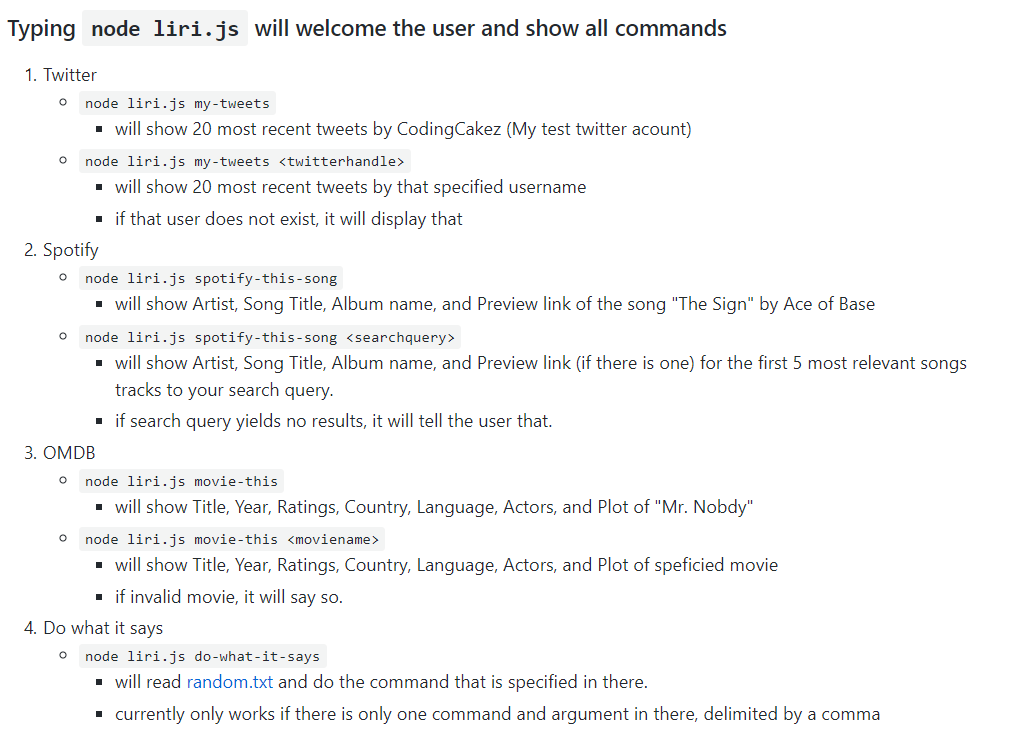 Typing node liri.js will welcome the user and show all commands
1. Twitter
node liri.js my-tweets
will show 20 most recent tweets by CodingCakez (My test twitter acount)
node liri.js my-tweets <twitterhandle>
will show 20 most recent tweets by that specified username
if that user does not exist, it will display that
2. Spotify
node liri.js spotify-this-song
will show Artist, Song Title, Album name, and Preview link of the song "The Sign" by Ace of Base
node liri.js spotify-this-song <searchquery>
will show Artist, Song Title, Album name, and Preview link (if there is one) for the first 5 most relevant songs
tracks to your search query.
if search query yields no results, it will tell the user that.
3. OMDB
node liri.js movie-this
will show Title, Year, Ratings, Country, Language, Actors, and Plot of "Mr. Nobdy"
node liri.js movie-this <moviename>
will show Title, Year, Ratings, Country, Language, Actors, and Plot of speficied movie
if invalid movie, it will say so.
4. Do what it says
node liri.js do-what-it-says
will read random.txt and do the command that is specified in there.
currently only works if there is only one command and argument in there, delimited by a comma